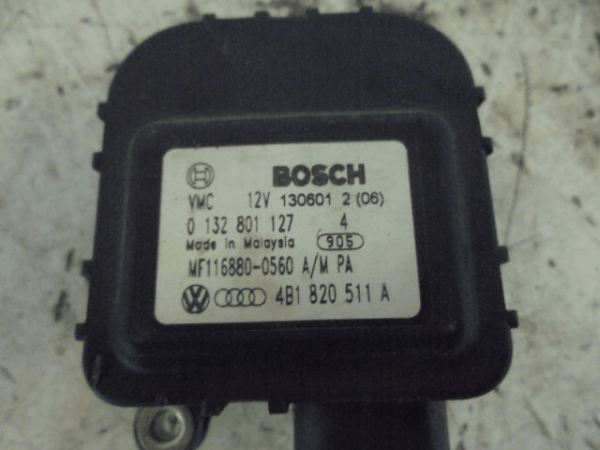 BOSCH
VMC 12V 130601 2 (06)
0 132 801 127 4
Made in Malaysia 905
MF116880-0560 A/M PA
VW 4B1 820 511 A